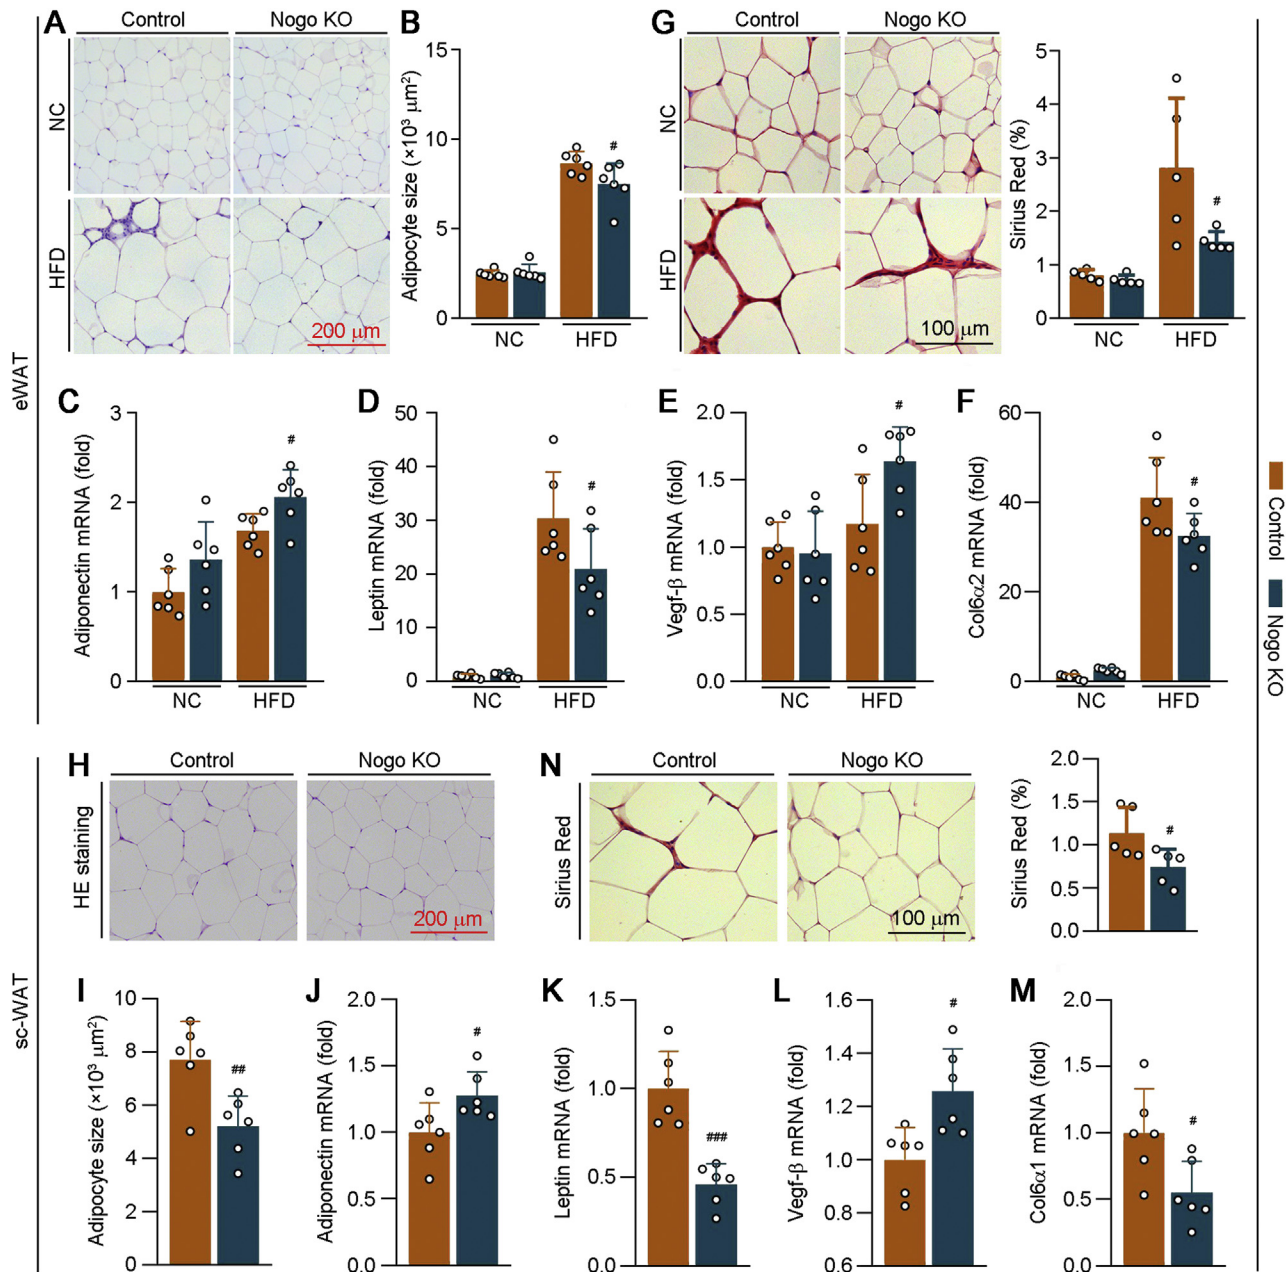 A
Control
Nogo KO
NC
HFD
200 μm
B
Adipocyte size (×10³ μm²)
15
10
5
0
#
NC
HFD
G
Control
Nogo KO
NC
HFD
100 μm
Sirius Red (%)
5
4
3
2
1
0
#
NC
HFD
eWAT
C
Adiponectin mRNA (fold)
3
2
1
0
#
NC
HFD
D
Leptin mRNA (fold)
50
40
30
20
10
0
#
NC
HFD
E
Vegf-β mRNA (fold)
2.0
1.5
1.0
0.5
0.0
#
NC
HFD
F
Col6α2 mRNA (fold)
60
40
20
0
#
NC
HFD
Control
Nogo KO
sc-WAT
H
Control
Nogo KO
HE staining
200 μm
N
Control
Nogo KO
Sirius Red
100 μm
Sirius Red (%)
2.0
1.5
1.0
0.5
0.0
#
I
Adipocyte size (×10³ μm²)
10
8
6
4
2
0
##
J
Adiponectin mRNA (fold)
2.0
1.5
1.0
0.5
0.0
#
K
Leptin mRNA (fold)
1.5
1.0
0.5
0.0
###
L
Vegf-β mRNA (fold)
1.6
1.4
1.2
1.0
0.8
0.6
#
M
Col6α1 mRNA (fold)
2.0
1.5
1.0
0.5
0.0
#